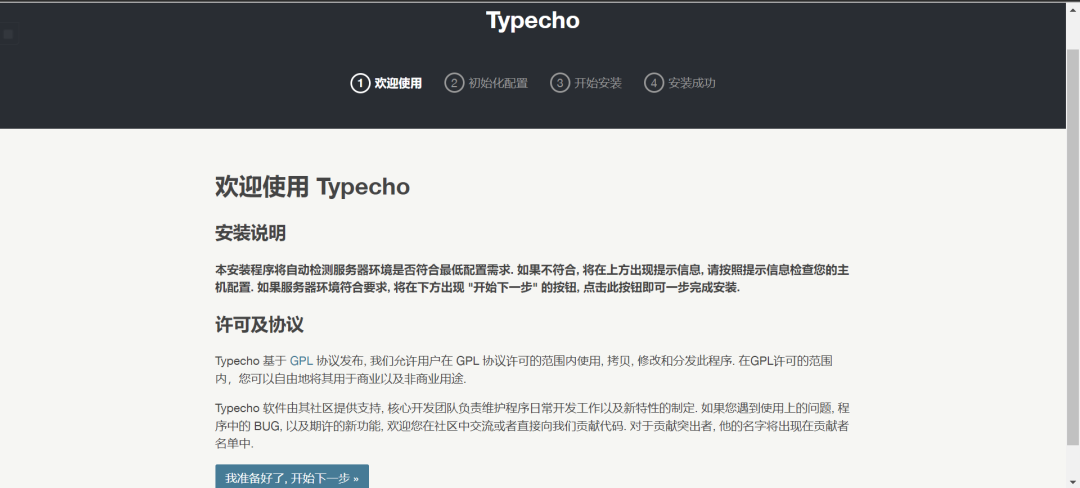 Typecho
1 欢迎使用 2 初始化配置 3 开始安装 4 安装成功
欢迎使用 Typecho
安装说明
本安装程序将自动检测服务器环境是否符合最低配置需求. 如果不符合, 将在上方出现提示信息, 请按照提示信息检查您的主
机配置. 如果服务器环境符合要求, 将在下方出现 "开始下一步" 的按钮, 点击此按钮即可一步完成安装.
许可及协议
Typecho 基于 GPL 协议发布, 我们允许用户在 GPL 协议许可的范围内使用, 拷贝, 修改和分发此程序. 在GPL许可的范围
内，您可以自由地将其用于商业以及非商业用途.
Typecho 软件由其社区提供支持, 核心开发团队负责维护程序日常开发工作以及新特性的制定. 如果您遇到使用上的问题, 程
序中的 BUG, 以及期许的新功能, 欢迎您在社区中交流或者直接向我们贡献代码. 对于贡献突出者, 他的名字将出现在贡献者
名单中.
我准备好了, 开始下一步 »